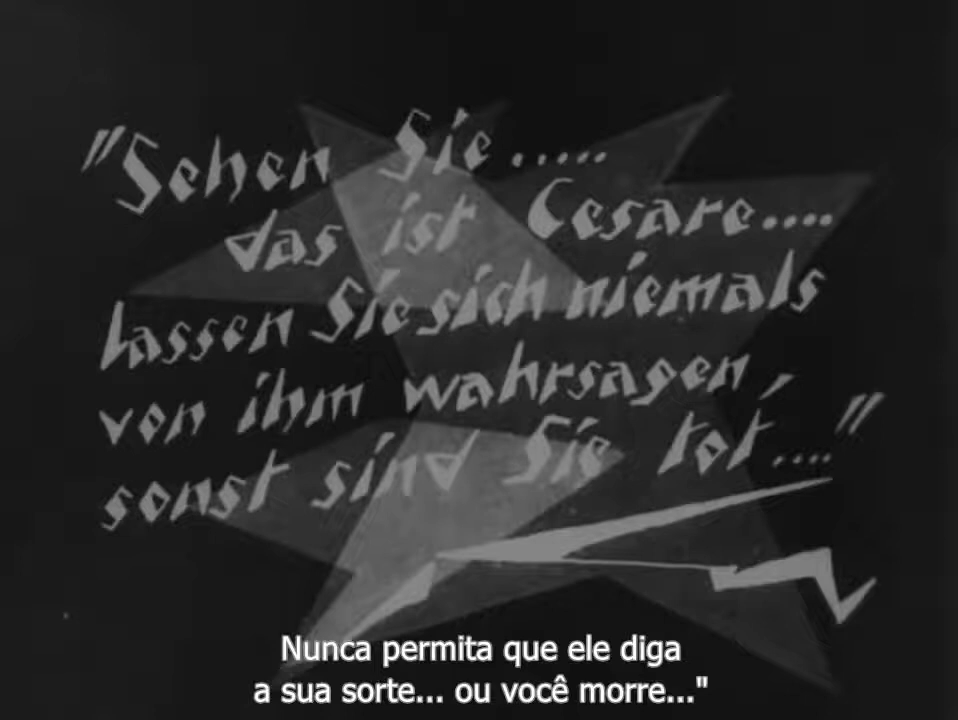 "Sehen Sie.....
das ist Cesare....
lassen Sie sich niemals
von ihm wahrsagen,
sonst sind Sie tot....."
Nunca permita que ele diga
a sua sorte... ou você morre..."